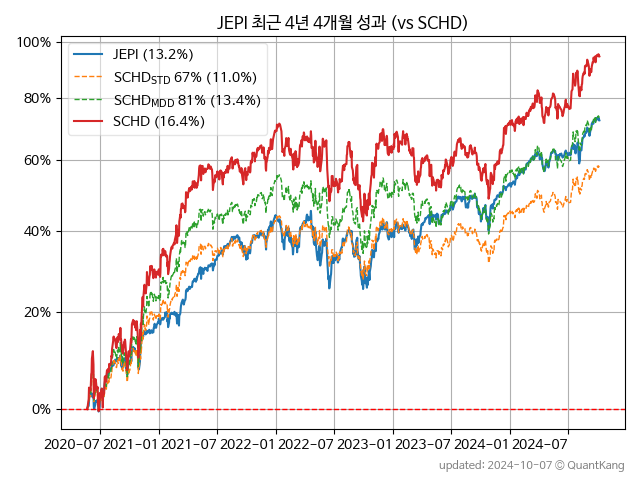 JEPI 최근 4년 4개월 성과 (vs SCHD)
100%
80%
60%
40%
20%
0%
JEPI (13.2%)
SCHD_STD 67% (11.0%)
SCHD_MDD 81% (13.4%)
SCHD (16.4%)
2020-07 2021-01 2021-07 2022-01 2022-07 2023-01 2023-07 2024-01 2024-07
updated: 2024-10-07 © QuantKang